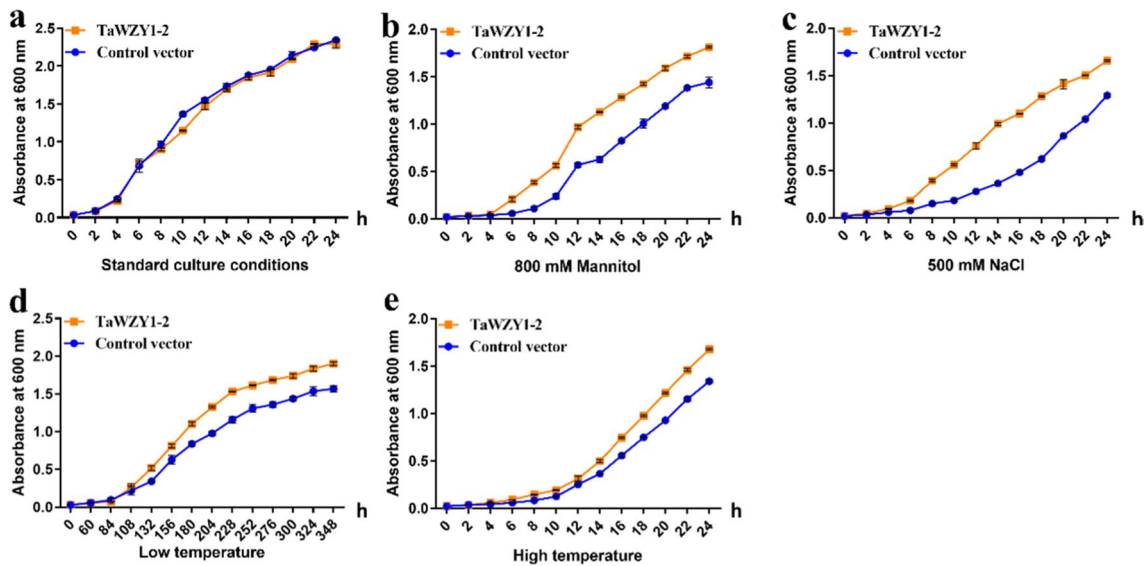 a
TaWZY1-2
Control vector
Absorbance at 600 nm
2.5
2.0
1.5
1.0
0.5
0.0
0 2 4 6 8 10 12 14 16 18 20 22 24 h
Standard culture conditions
b
TaWZY1-2
Control vector
Absorbance at 600 nm
2.0
1.5
1.0
0.5
0.0
0 2 4 6 8 10 12 14 16 18 20 22 24 h
800 mM Mannitol
c
TaWZY1-2
Control vector
Absorbance at 600 nm
2.0
1.5
1.0
0.5
0.0
0 2 4 6 8 10 12 14 16 18 20 22 24 h
500 mM NaCl
d
TaWZY1-2
Control vector
Absorbance at 600 nm
2.5
2.0
1.5
1.0
0.5
0.0
0 60 84 108 132 156 180 204 228 252 276 300 324 348 h
Low temperature
e
TaWZY1-2
Control vector
Absorbance at 600 nm
2.0
1.5
1.0
0.5
0.0
0 2 4 6 8 10 12 14 16 18 20 22 24 h
High temperature